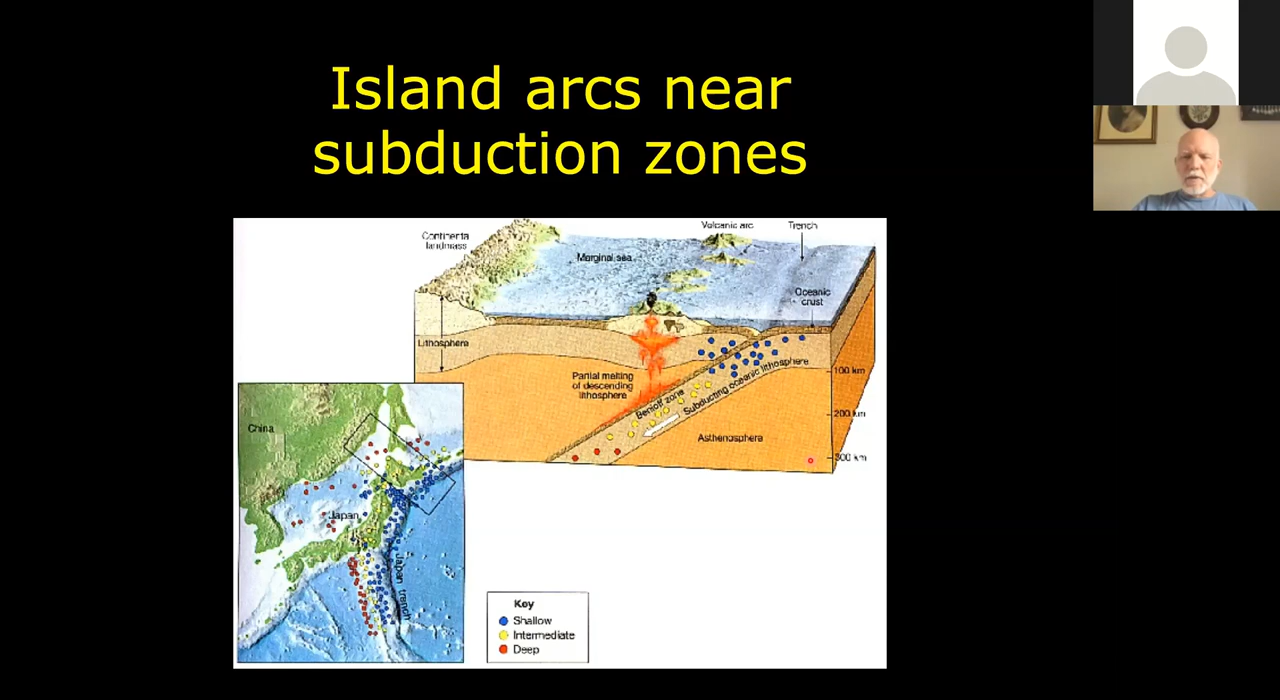 Island arcs near
subduction zones
Continenta
landmass
Volcanic arc
Trench
Marginal sea
Oceanic
crust
Lithosphere
100 km
Partial melting
of descending
lithosphere
Benioff zone
Subducting oceanic lithosphere
200 km
Asthenosphere
300 km
China
Japan
Japan trench
Key
Shallow
Intermediate
Deep